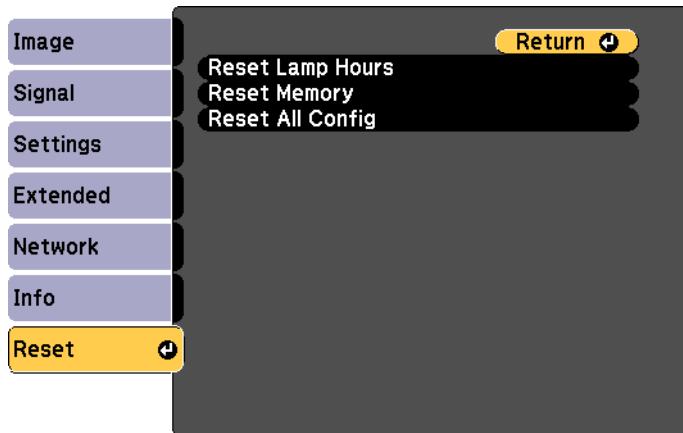 Image
Signal
Settings
Extended
Network
Info
Reset
Return
Reset Lamp Hours
Reset Memory
Reset All Config